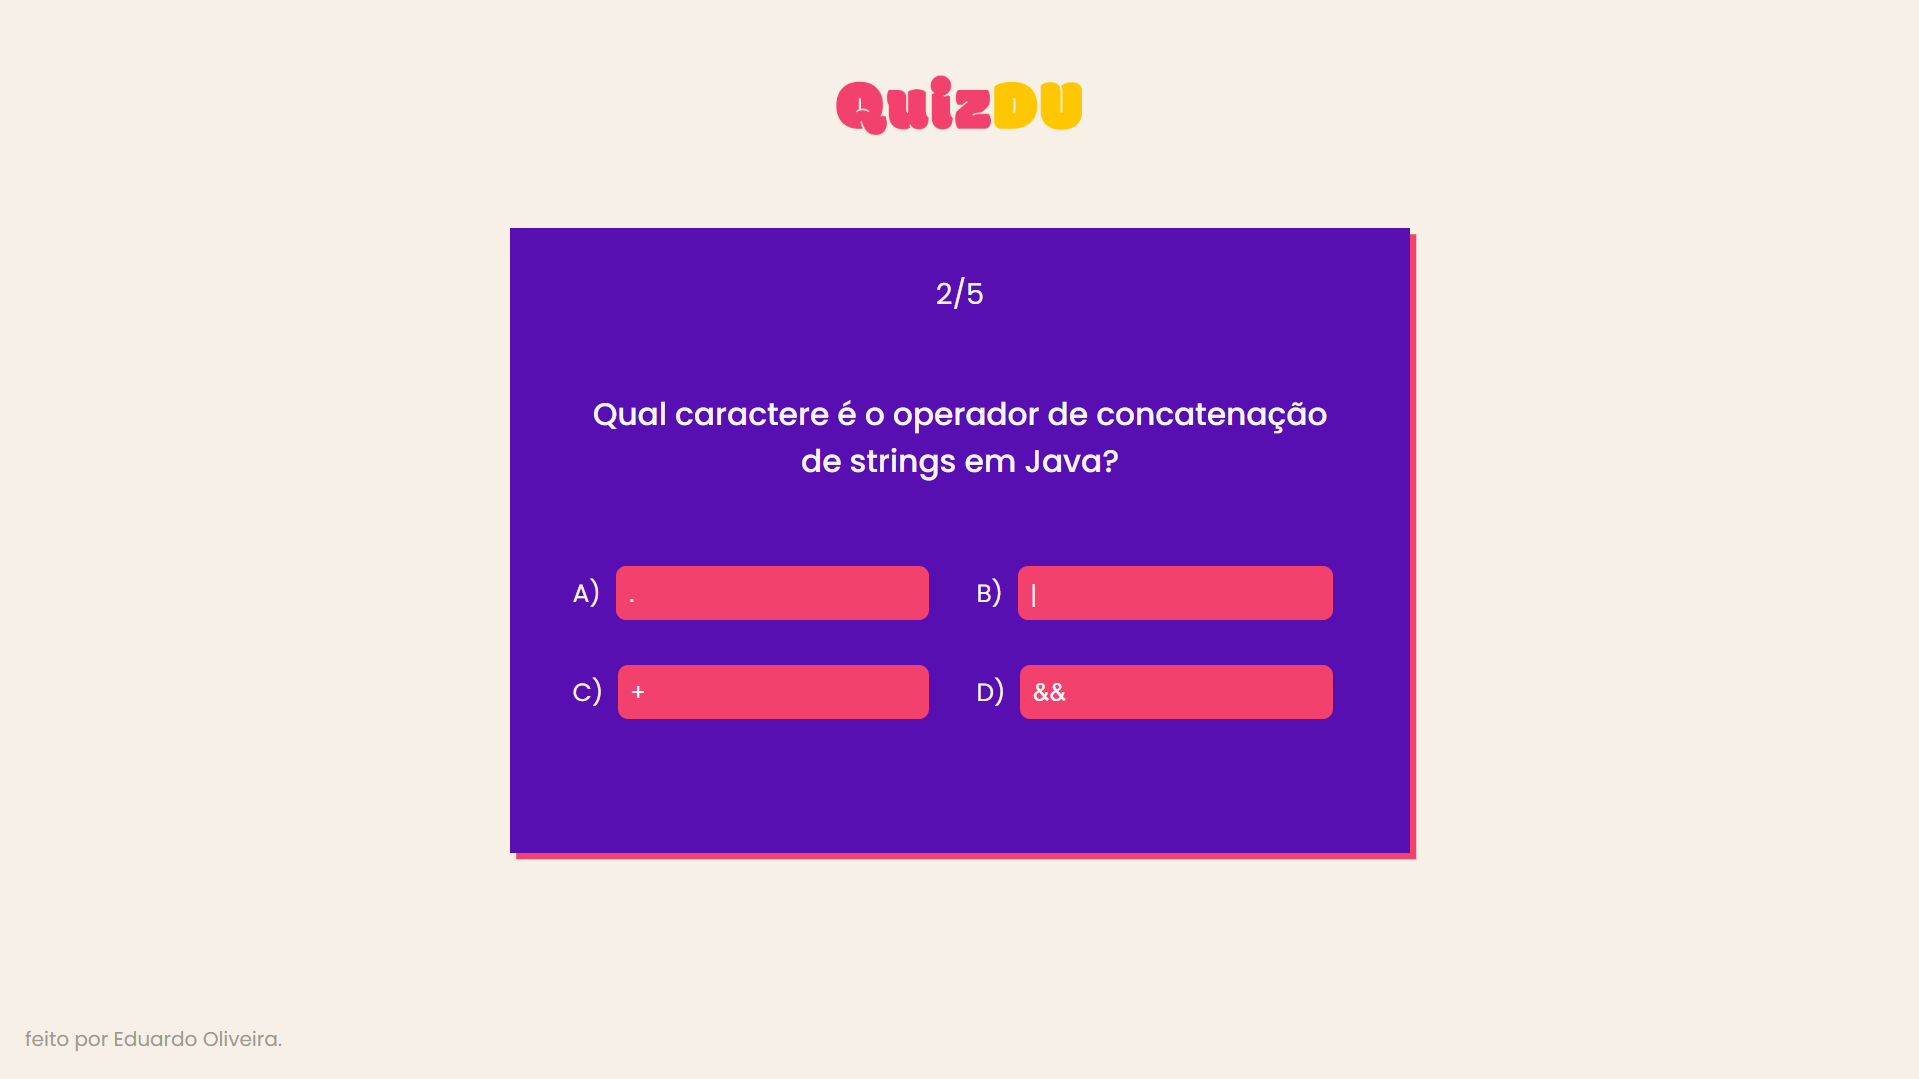 QuizDU
2/5
Qual caractere é o operador de concatenação
de strings em Java?
A) .
B) |
C) +
D) &&
feito por Eduardo Oliveira.